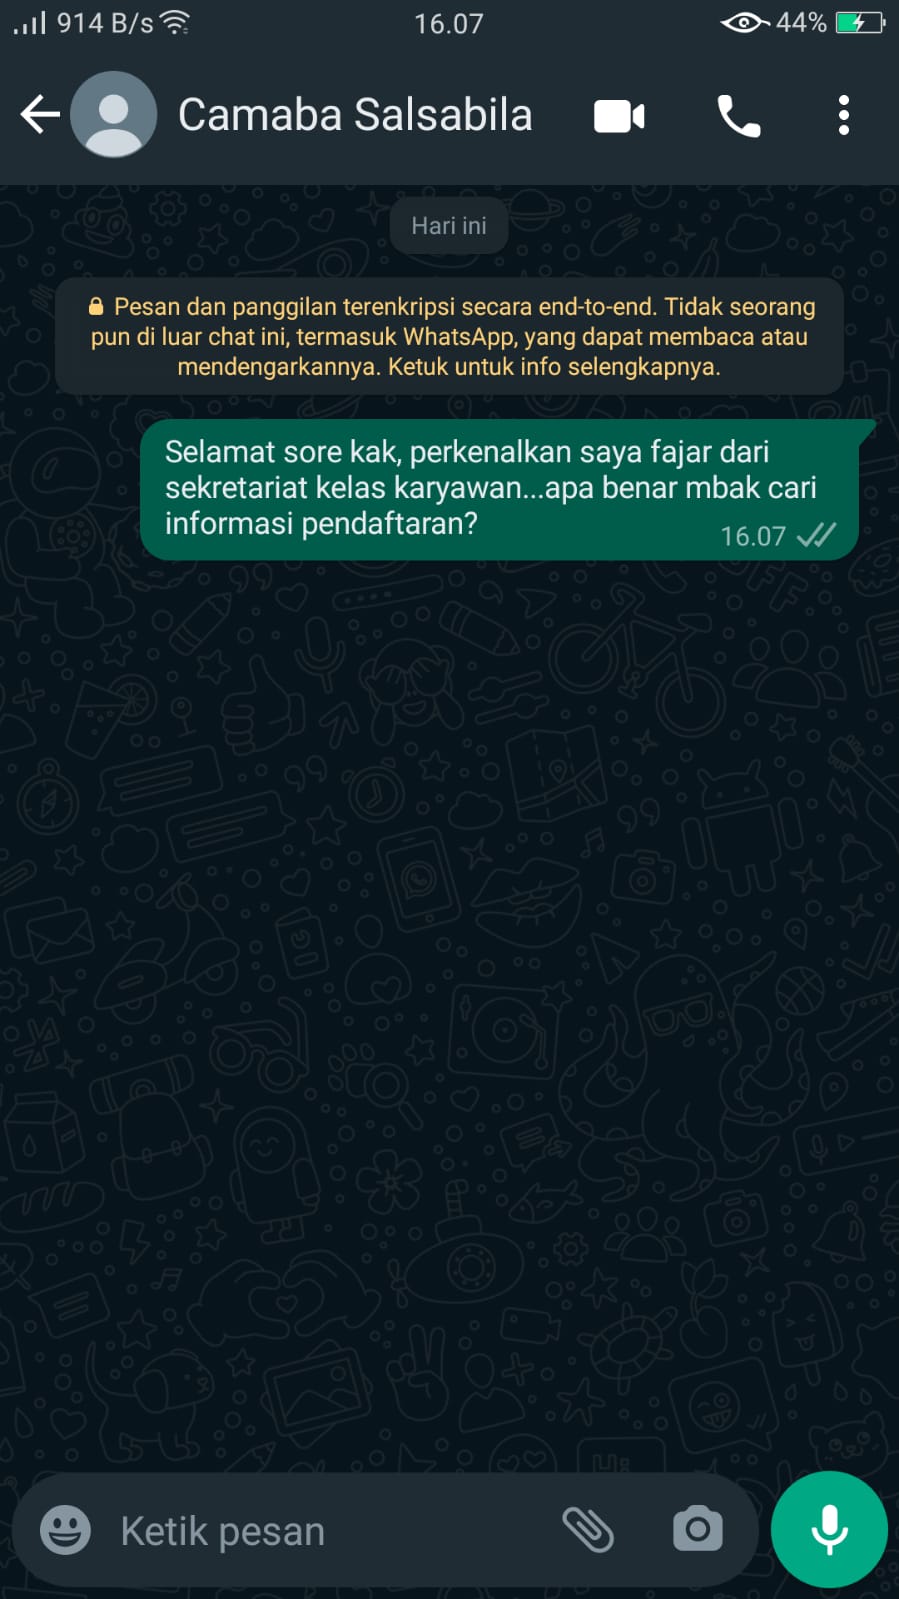 914 B/s 16.07 44%
Camaba Salsabila
Hari ini
Pesan dan panggilan terenkripsi secara end-to-end. Tidak seorang
pun di luar chat ini, termasuk WhatsApp, yang dapat membaca atau
mendengarkannya. Ketuk untuk info selengkapnya.
Selamat sore kak, perkenalkan saya fajar dari
sekretariat kelas karyawan...apa benar mbak cari
informasi pendaftaran?
16.07
Ketik pesan